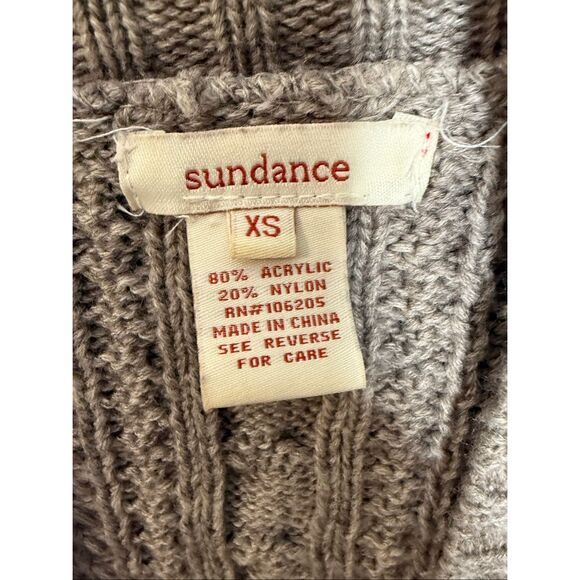 sundance
XS
80% ACRYLIC
20% NYLON
RN#106205
MADE IN CHINA
SEE REVERSE
FOR CARE